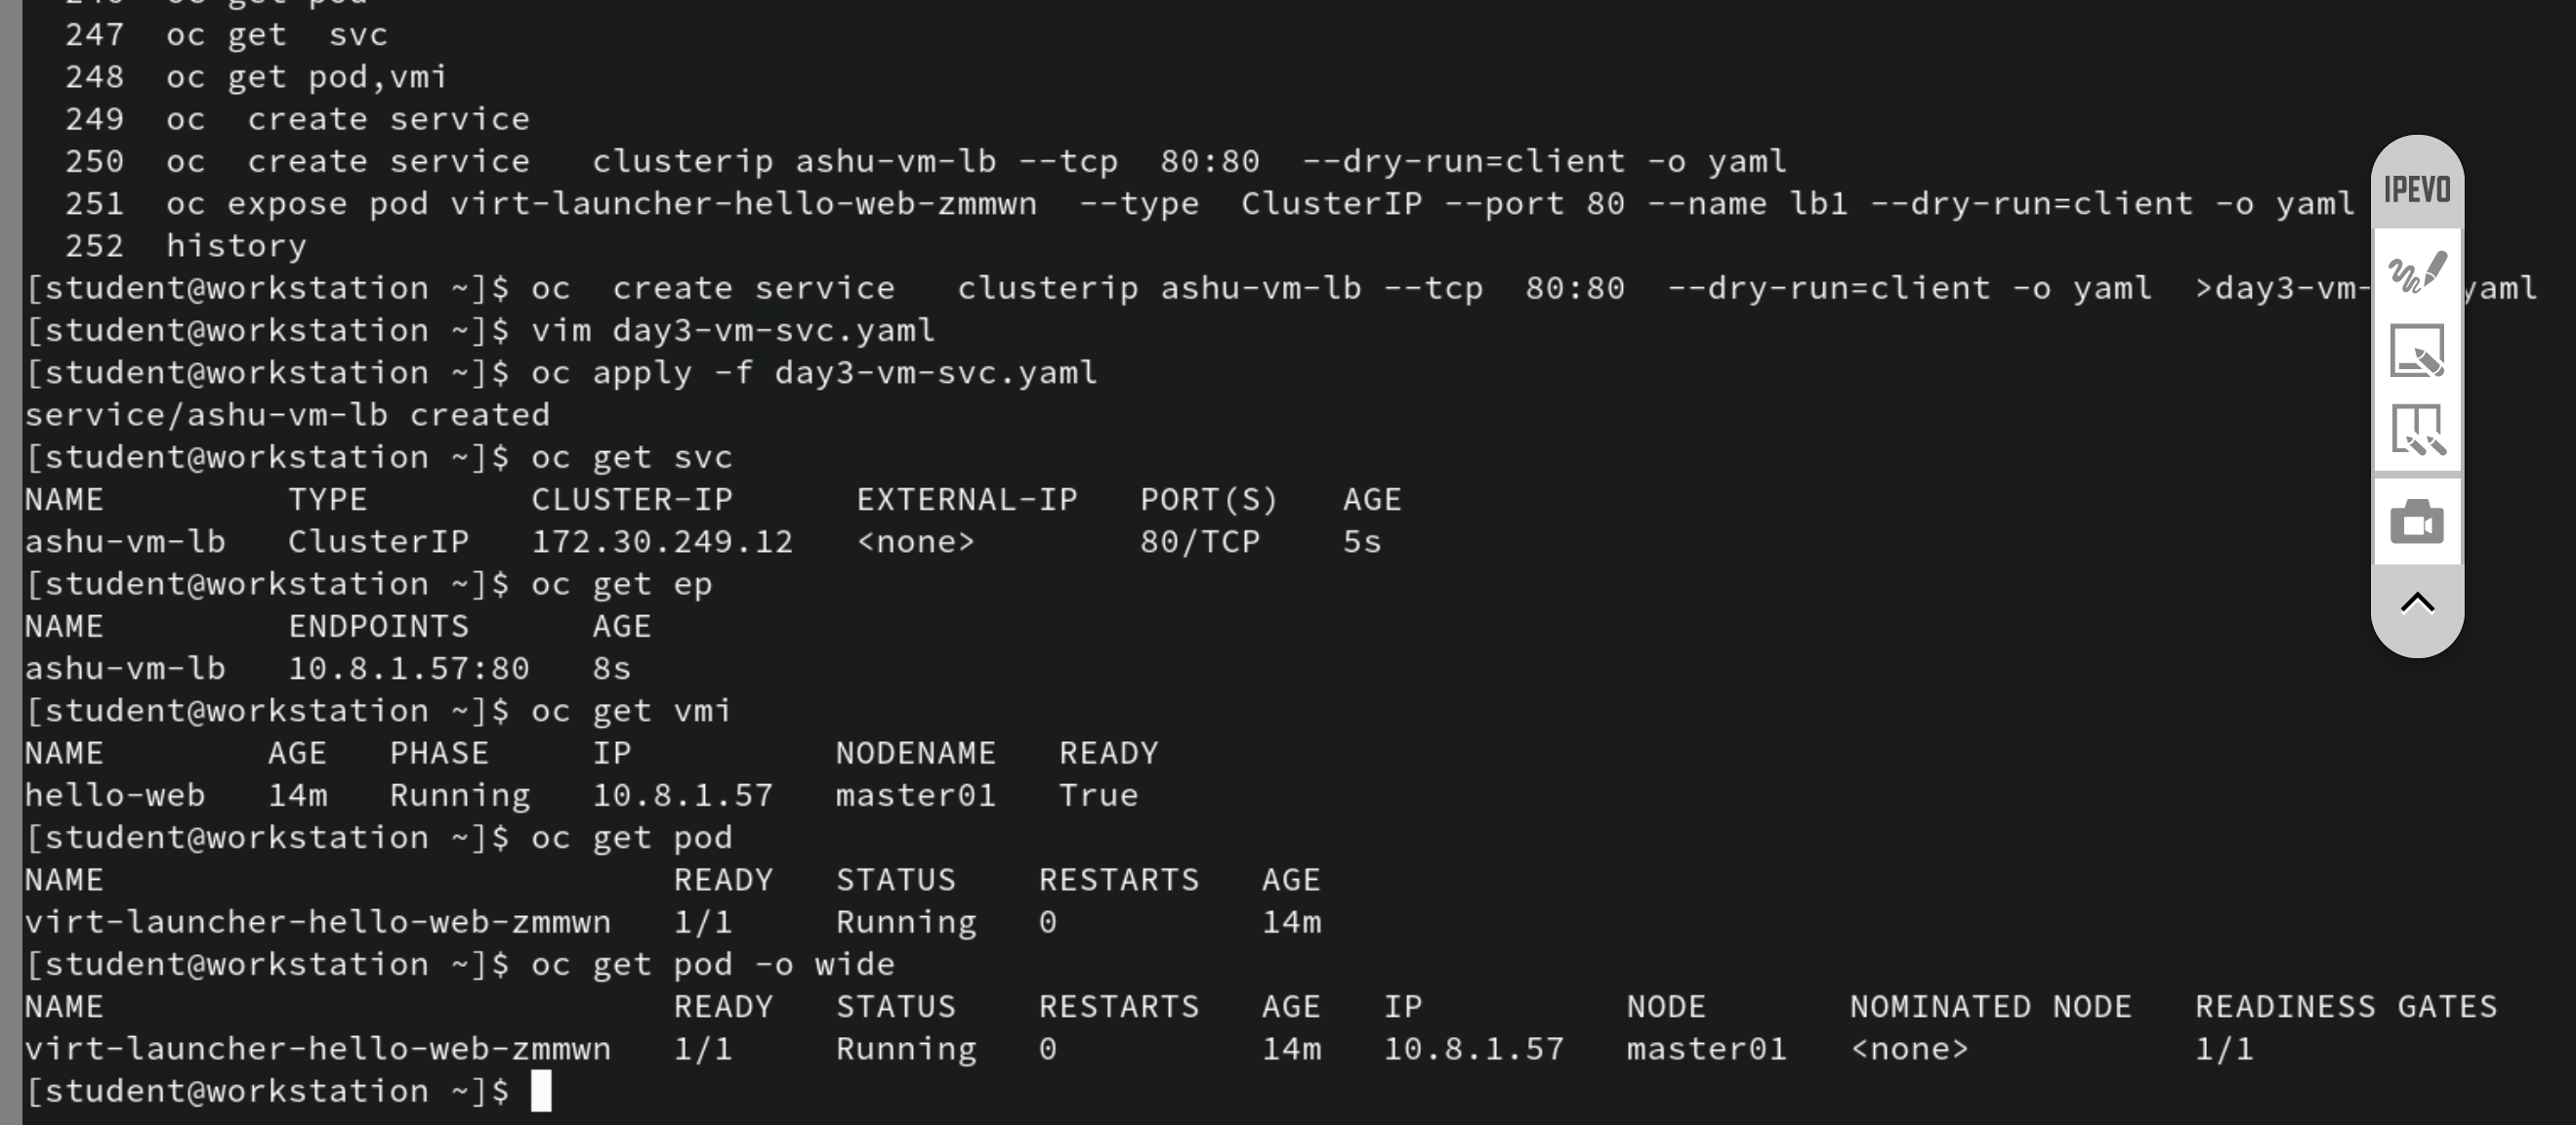 247  oc get  svc
248  oc get pod,vmi
249  oc  create service
250  oc  create service   clusterip ashu-vm-lb --tcp  80:80  --dry-run=client -o yaml
251  oc expose pod virt-launcher-hello-web-zmmwn  --type  ClusterIP --port 80 --name lb1 --dry-run=client -o yaml
252  history
[student@workstation ~]$ oc  create service   clusterip ashu-vm-lb --tcp  80:80  --dry-run=client -o yaml  >day3-vm- yaml
[student@workstation ~]$ vim day3-vm-svc.yaml
[student@workstation ~]$ oc apply -f day3-vm-svc.yaml
service/ashu-vm-lb created
[student@workstation ~]$ oc get svc
NAME         TYPE        CLUSTER-IP      EXTERNAL-IP   PORT(S)   AGE
ashu-vm-lb   ClusterIP   172.30.249.12   <none>        80/TCP    5s
[student@workstation ~]$ oc get ep
NAME         ENDPOINTS      AGE
ashu-vm-lb   10.8.1.57:80   8s
[student@workstation ~]$ oc get vmi
NAME        AGE   PHASE     IP          NODENAME   READY
hello-web   14m   Running   10.8.1.57   master01   True
[student@workstation ~]$ oc get pod
NAME                            READY   STATUS    RESTARTS   AGE
virt-launcher-hello-web-zmmwn   1/1     Running   0          14m
[student@workstation ~]$ oc get pod -o wide
NAME                            READY   STATUS    RESTARTS   AGE   IP          NODE       NOMINATED NODE   READINESS GATES
virt-launcher-hello-web-zmmwn   1/1     Running   0          14m   10.8.1.57   master01   <none>           1/1
[student@workstation ~]$
IPEVO